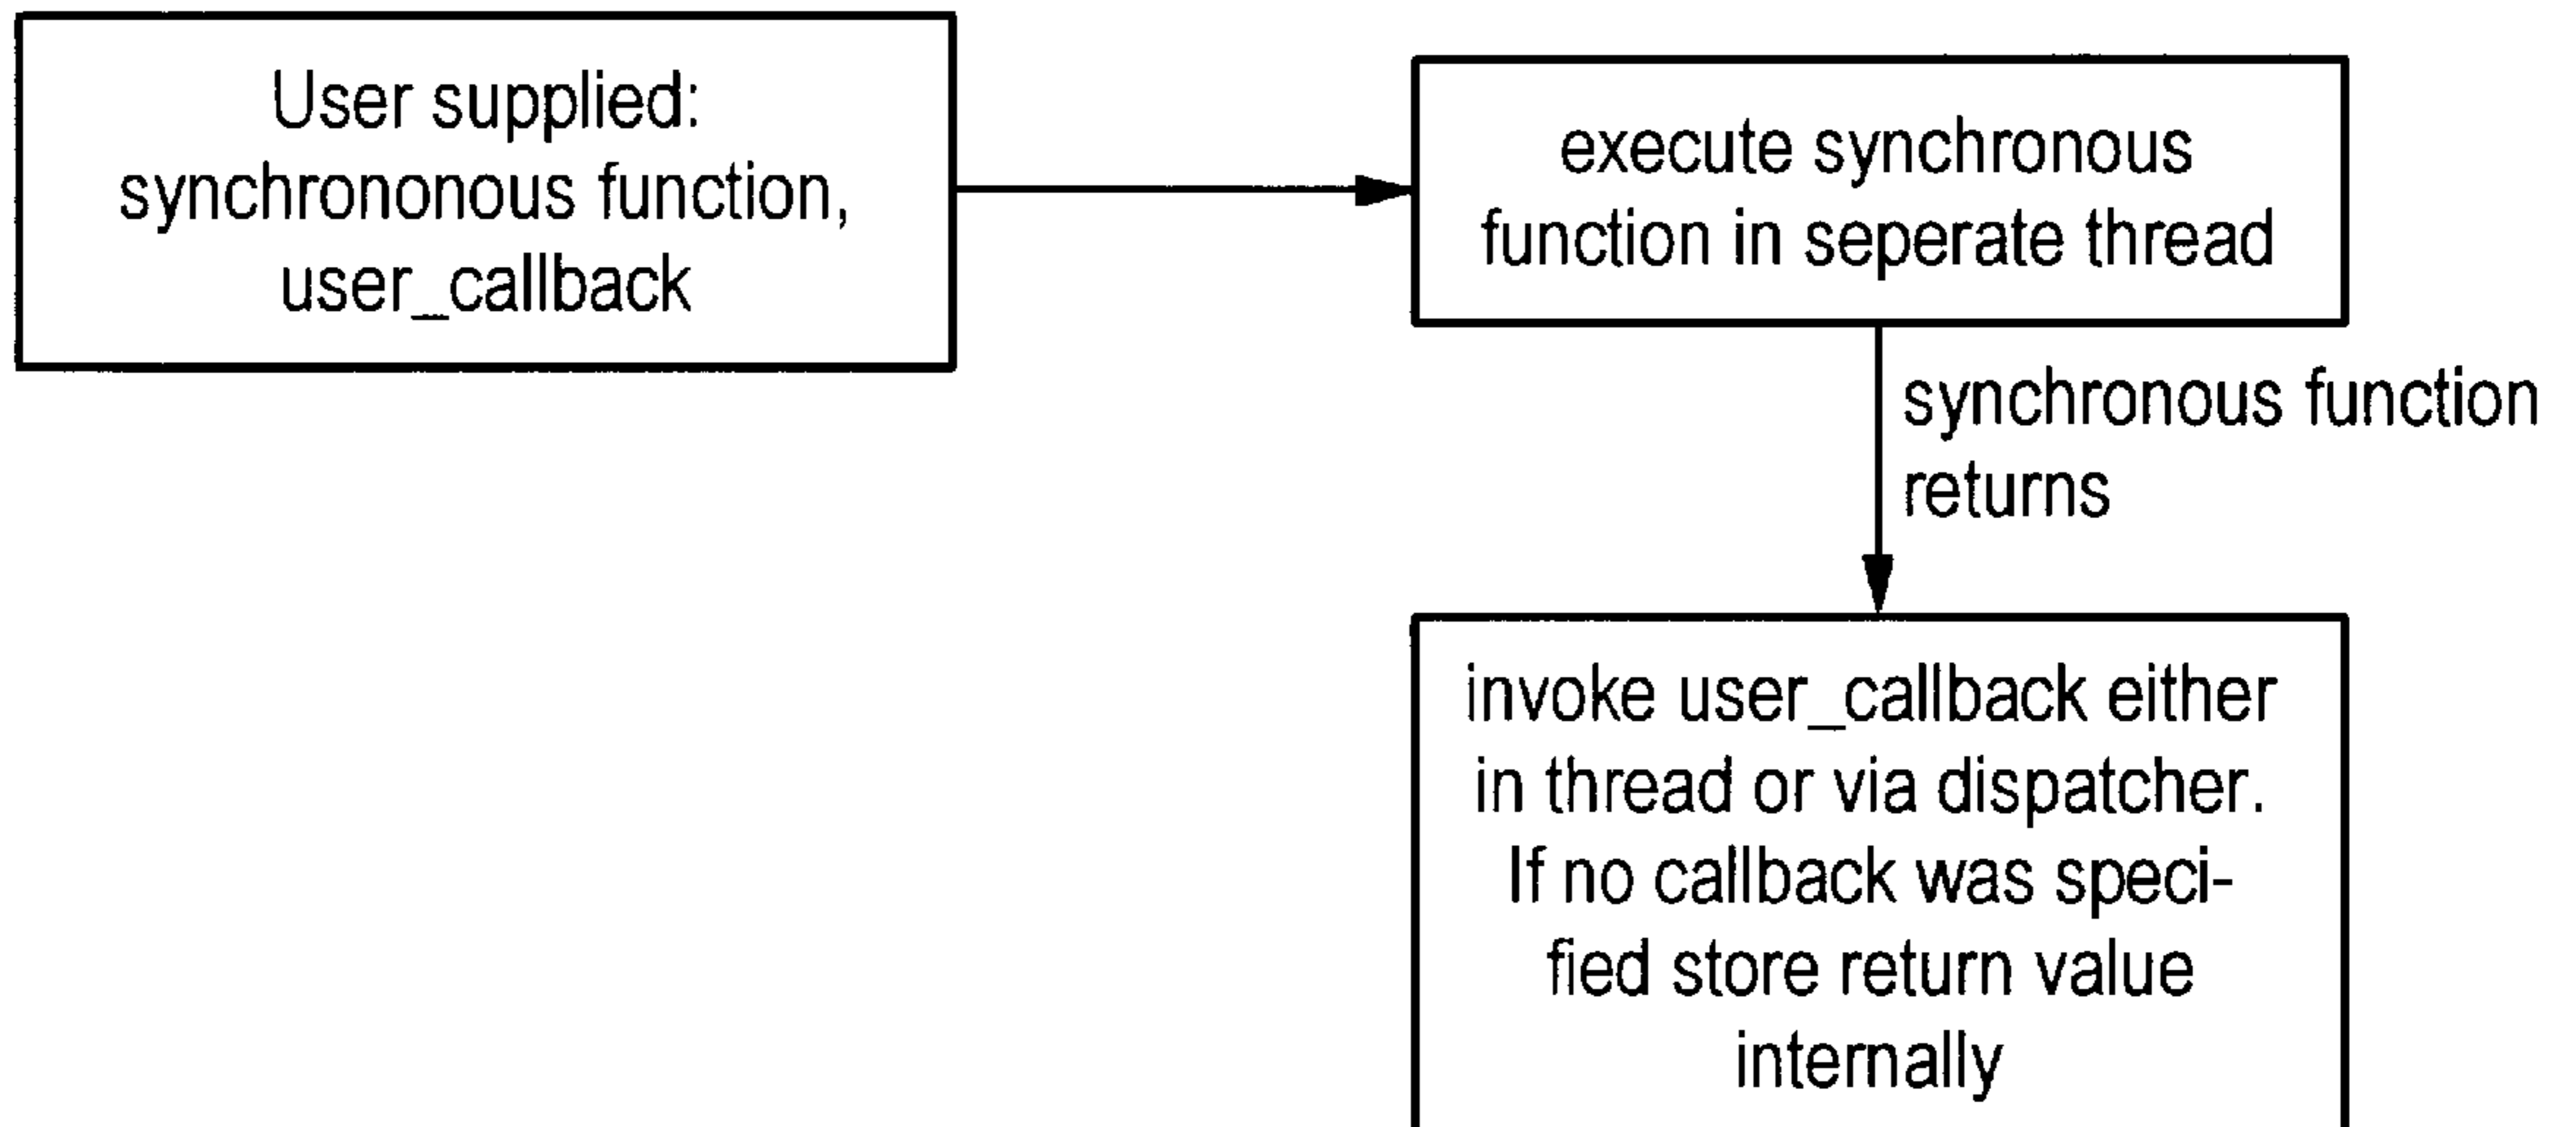 User supplied:
synchrononous function,
user_callback
execute synchronous
function in seperate thread
synchronous function
returns
invoke user_callback either
in thread or via dispatcher.
If no callback was speci-
fied store return value
internally